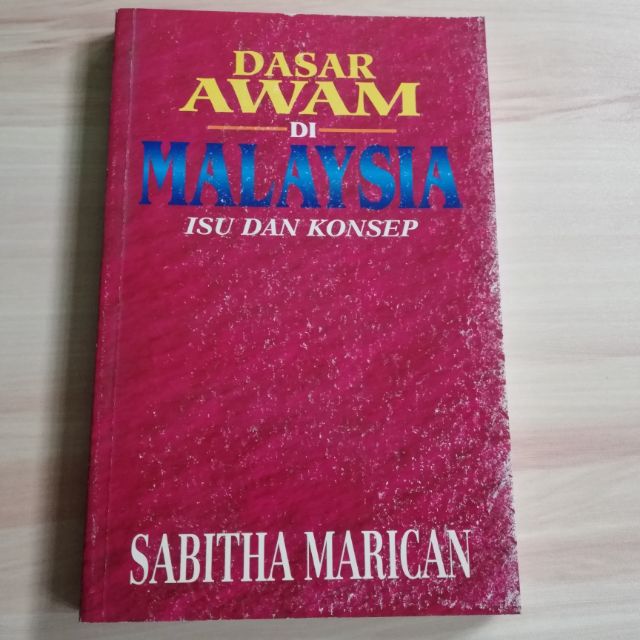 DASAR
AWAM
DI
MALAYSIA
ISU DAN KONSEP
SABITHA MARICAN